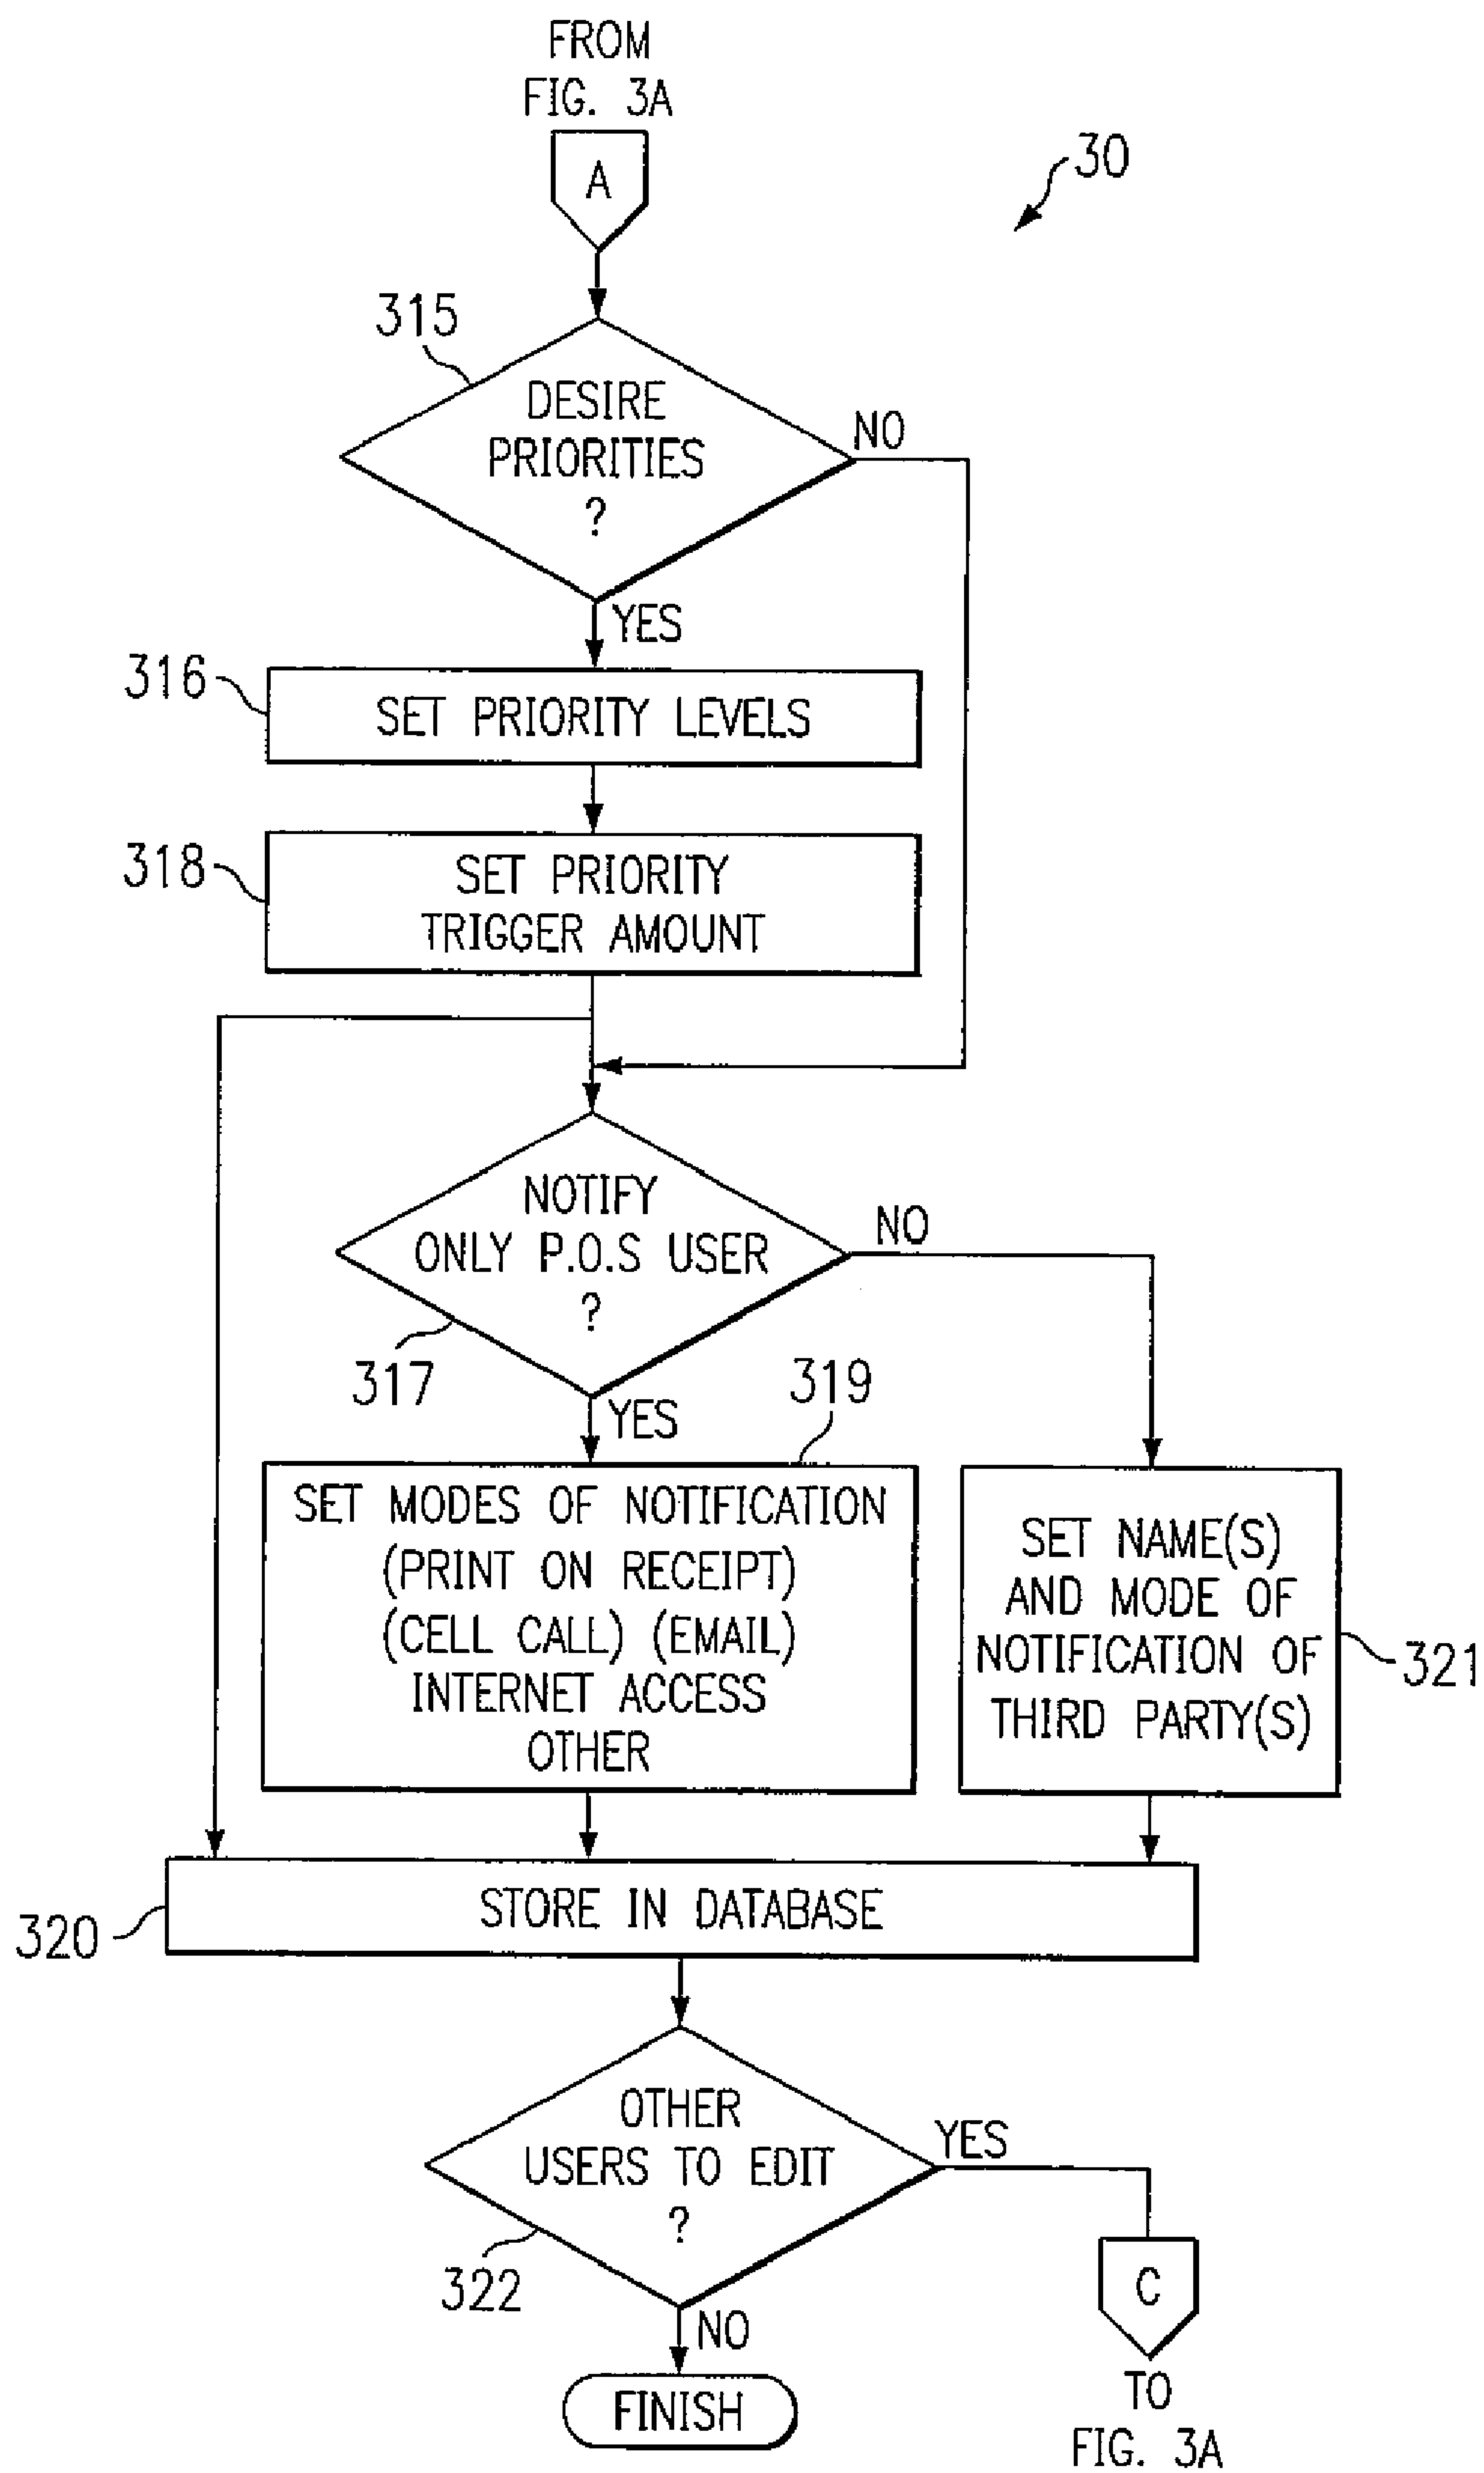 FROM
FIG. 3A
A
30
315
DESIRE
PRIORITIES
?
NO
YES
316
SET PRIORITY LEVELS
318
SET PRIORITY
TRIGGER AMOUNT
NOTIFY
ONLY P.O.S USER
?
NO
317
YES
319
SET MODES OF NOTIFICATION
(PRINT ON RECEIPT)
(CELL CALL) (EMAIL)
INTERNET ACCESS
OTHER
SET NAME(S)
AND MODE OF
NOTIFICATION OF
THIRD PARTY(S)
321
320
STORE IN DATABASE
OTHER
USERS TO EDIT
?
YES
322
NO
C
FINISH
TO
FIG. 3A